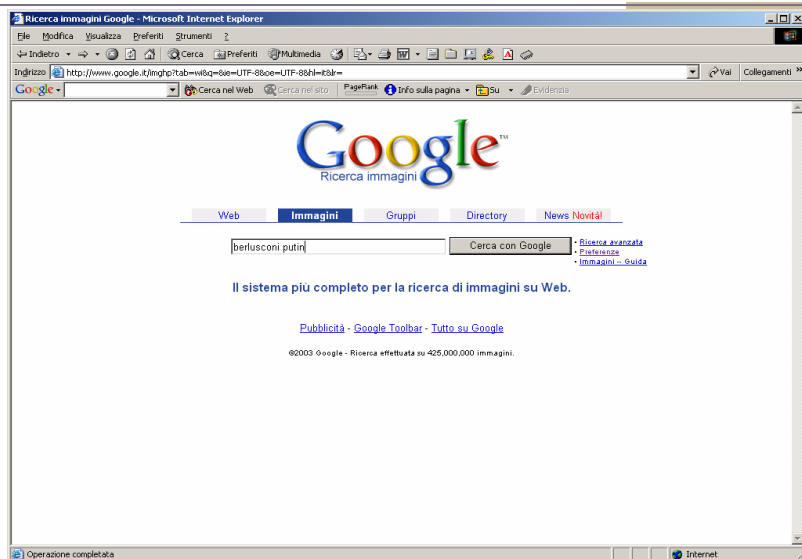 Ricerca immagini Google - Microsoft Internet Explorer
File Modifica Visualizza Preferiti Strumenti ?
Indietro Cerca Preferiti Multimedia
Indirizzo http://www.google.it/imghp?tab=wi&q=&ie=UTF-8&oe=UTF-8&hl=it&lr= Vai Collegamenti »
Google Cerca nel Web Cerca nel sito PageRank Info sulla pagina Su Evidenzia
Google™
Ricerca immagini
Web Immagini Gruppi Directory News Novità!
berlusconi putin Cerca con Google
• Ricerca avanzata
• Preferenze
• Immagini -- Guida
Il sistema più completo per la ricerca di immagini su Web.
Pubblicità - Google Toolbar - Tutto su Google
©2003 Google - Ricerca effettuata su 425,000,000 immagini.
Operazione completata Internet